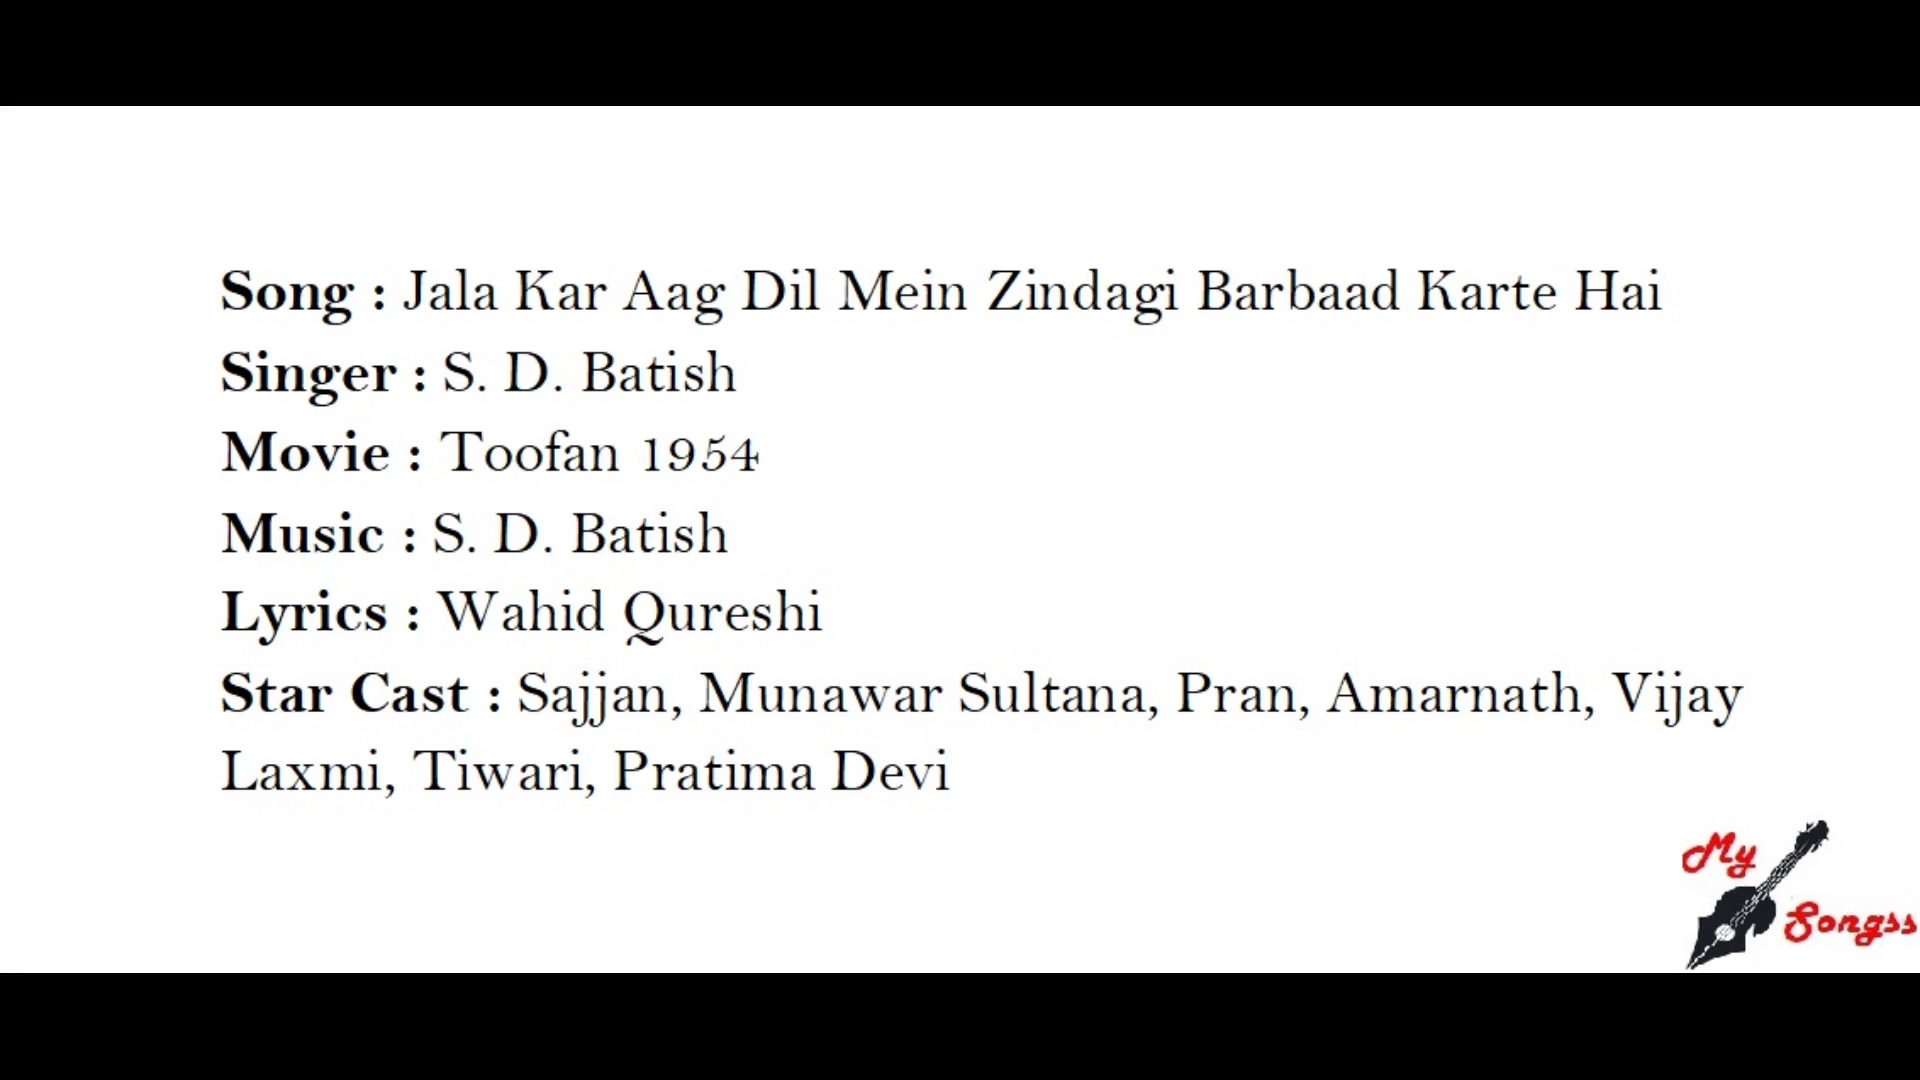 Song : Jala Kar Aag Dil Mein Zindagi Barbaad Karte Hai
Singer : S. D. Batish
Movie : Toofan 1954
Music : S. D. Batish
Lyrics : Wahid Qureshi
Star Cast : Sajjan, Munawar Sultana, Pran, Amarnath, Vijay
Laxmi, Tiwari, Pratima Devi
My
Songss